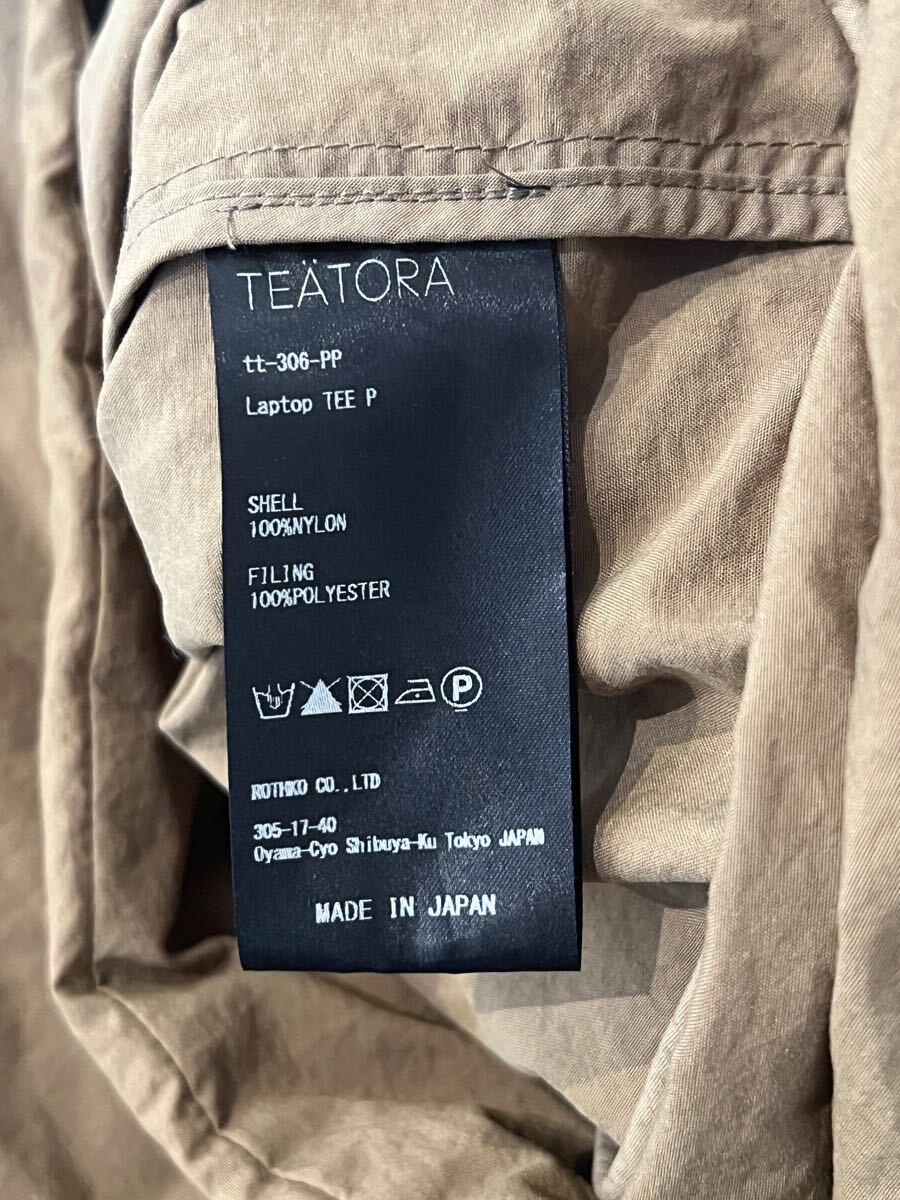 TEÄTORA
tt-306-PP
Laptop TEE P
SHELL
100%NYLON
FILING
100%POLYESTER
P
ROTHKO CO.,LTD
305-17-40
Oyama-Cyo Shibuya-Ku Tokyo JAPAN
MADE IN JAPAN